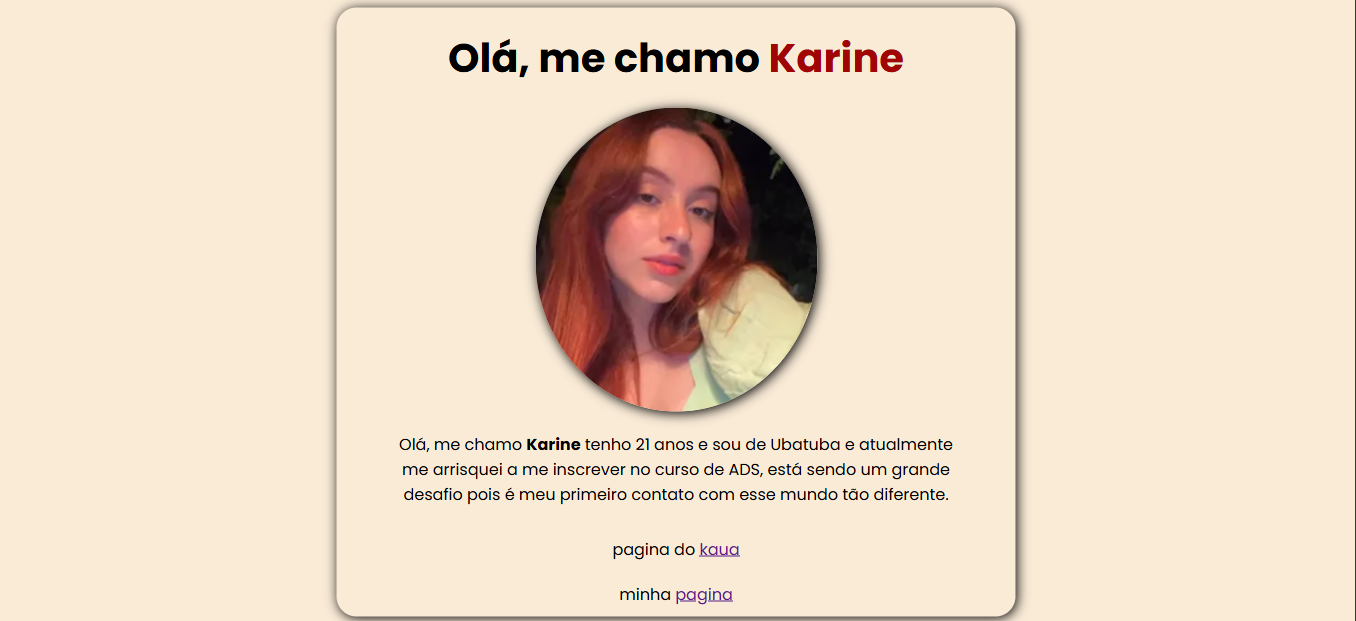 Olá, me chamo Karine
Olá, me chamo Karine tenho 21 anos e sou de Ubatuba e atualmente
me arrisquei a me inscrever no curso de ADS, está sendo um grande
desafio pois é meu primeiro contato com esse mundo tão diferente.
pagina do kaua
minha pagina